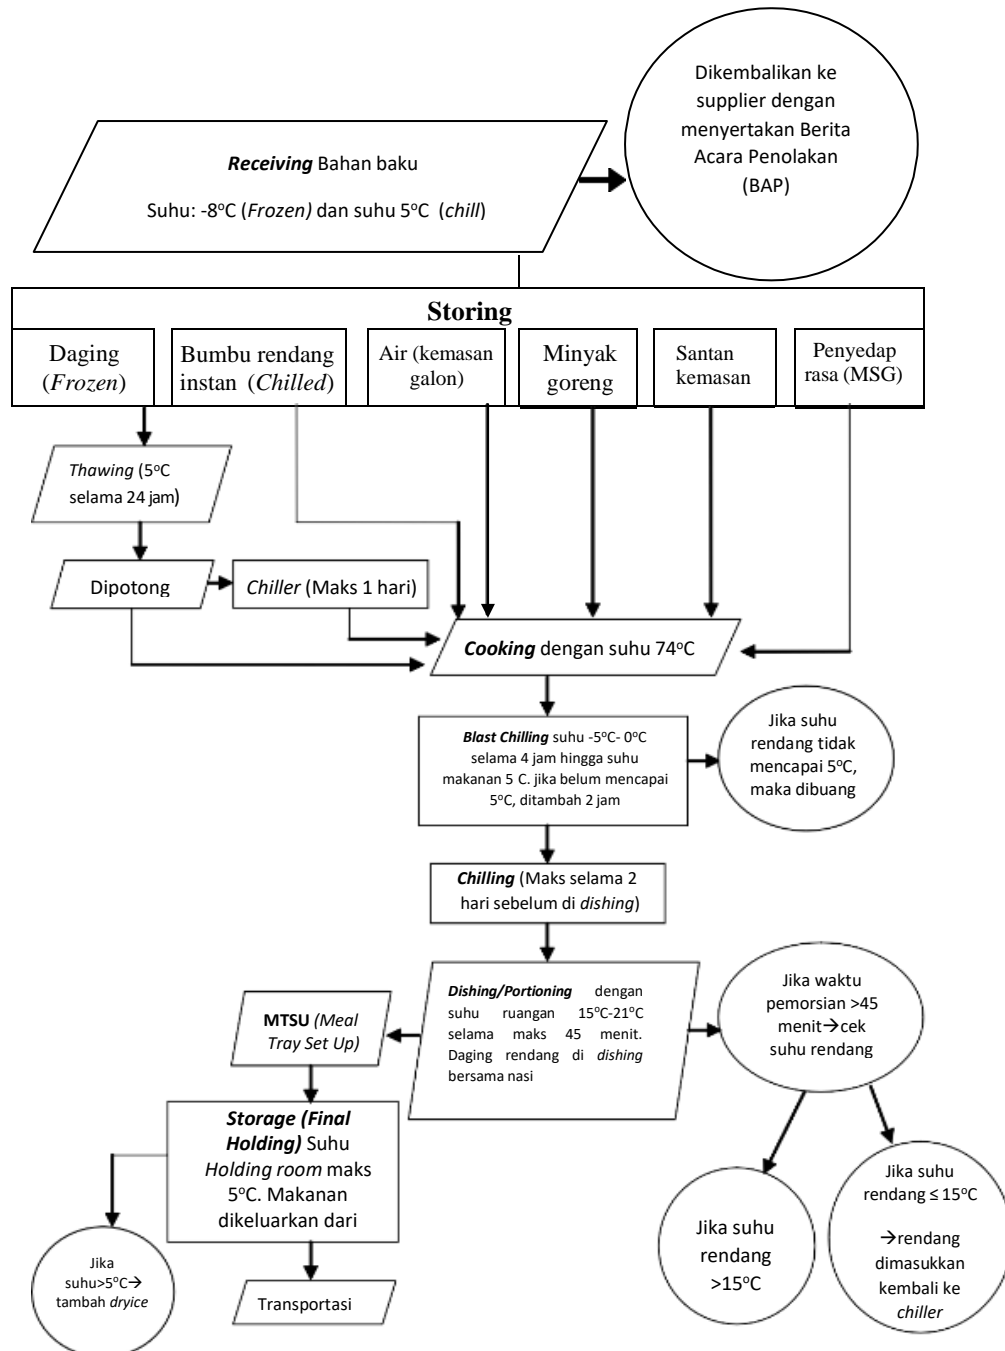 Dikembalikan ke
supplier dengan
menyertakan Berita
Acara Penolakan
(BAP)
Receiving Bahan baku
Suhu: -8°C (Frozen) dan suhu 5°C (chill)
Storing
Daging
(Frozen)
Bumbu rendang
instan (Chilled)
Air (kemasan
galon)
Minyak
goreng
Santan
kemasan
Penyedap
rasa (MSG)
Thawing (5°C
selama 24 jam)
Dipotong
Chiller (Maks 1 hari)
Cooking dengan suhu 74°C
Blast Chilling suhu -5°C- 0°C
selama 4 jam hingga suhu
makanan 5 C. jika belum mencapai
5°C, ditambah 2 jam
Jika suhu
rendang tidak
mencapai 5°C,
maka dibuang
Chilling (Maks selama 2
hari sebelum di dishing)
Dishing/Portioning dengan
suhu ruangan 15°C-21°C
selama maks 45 menit.
Daging rendang di dishing
bersama nasi
Jika waktu
pemorsian >45
menit→cek
suhu rendang
MTSU (Meal
Tray Set Up)
Storage (Final
Holding) Suhu
Holding room maks
5°C. Makanan
dikeluarkan dari
Jika
suhu>5°C→
tambah dryice
Transportasi
Jika suhu
rendang
>15°C
Jika suhu
rendang ≤ 15°C
→rendang
dimasukkan
kembali ke
chiller